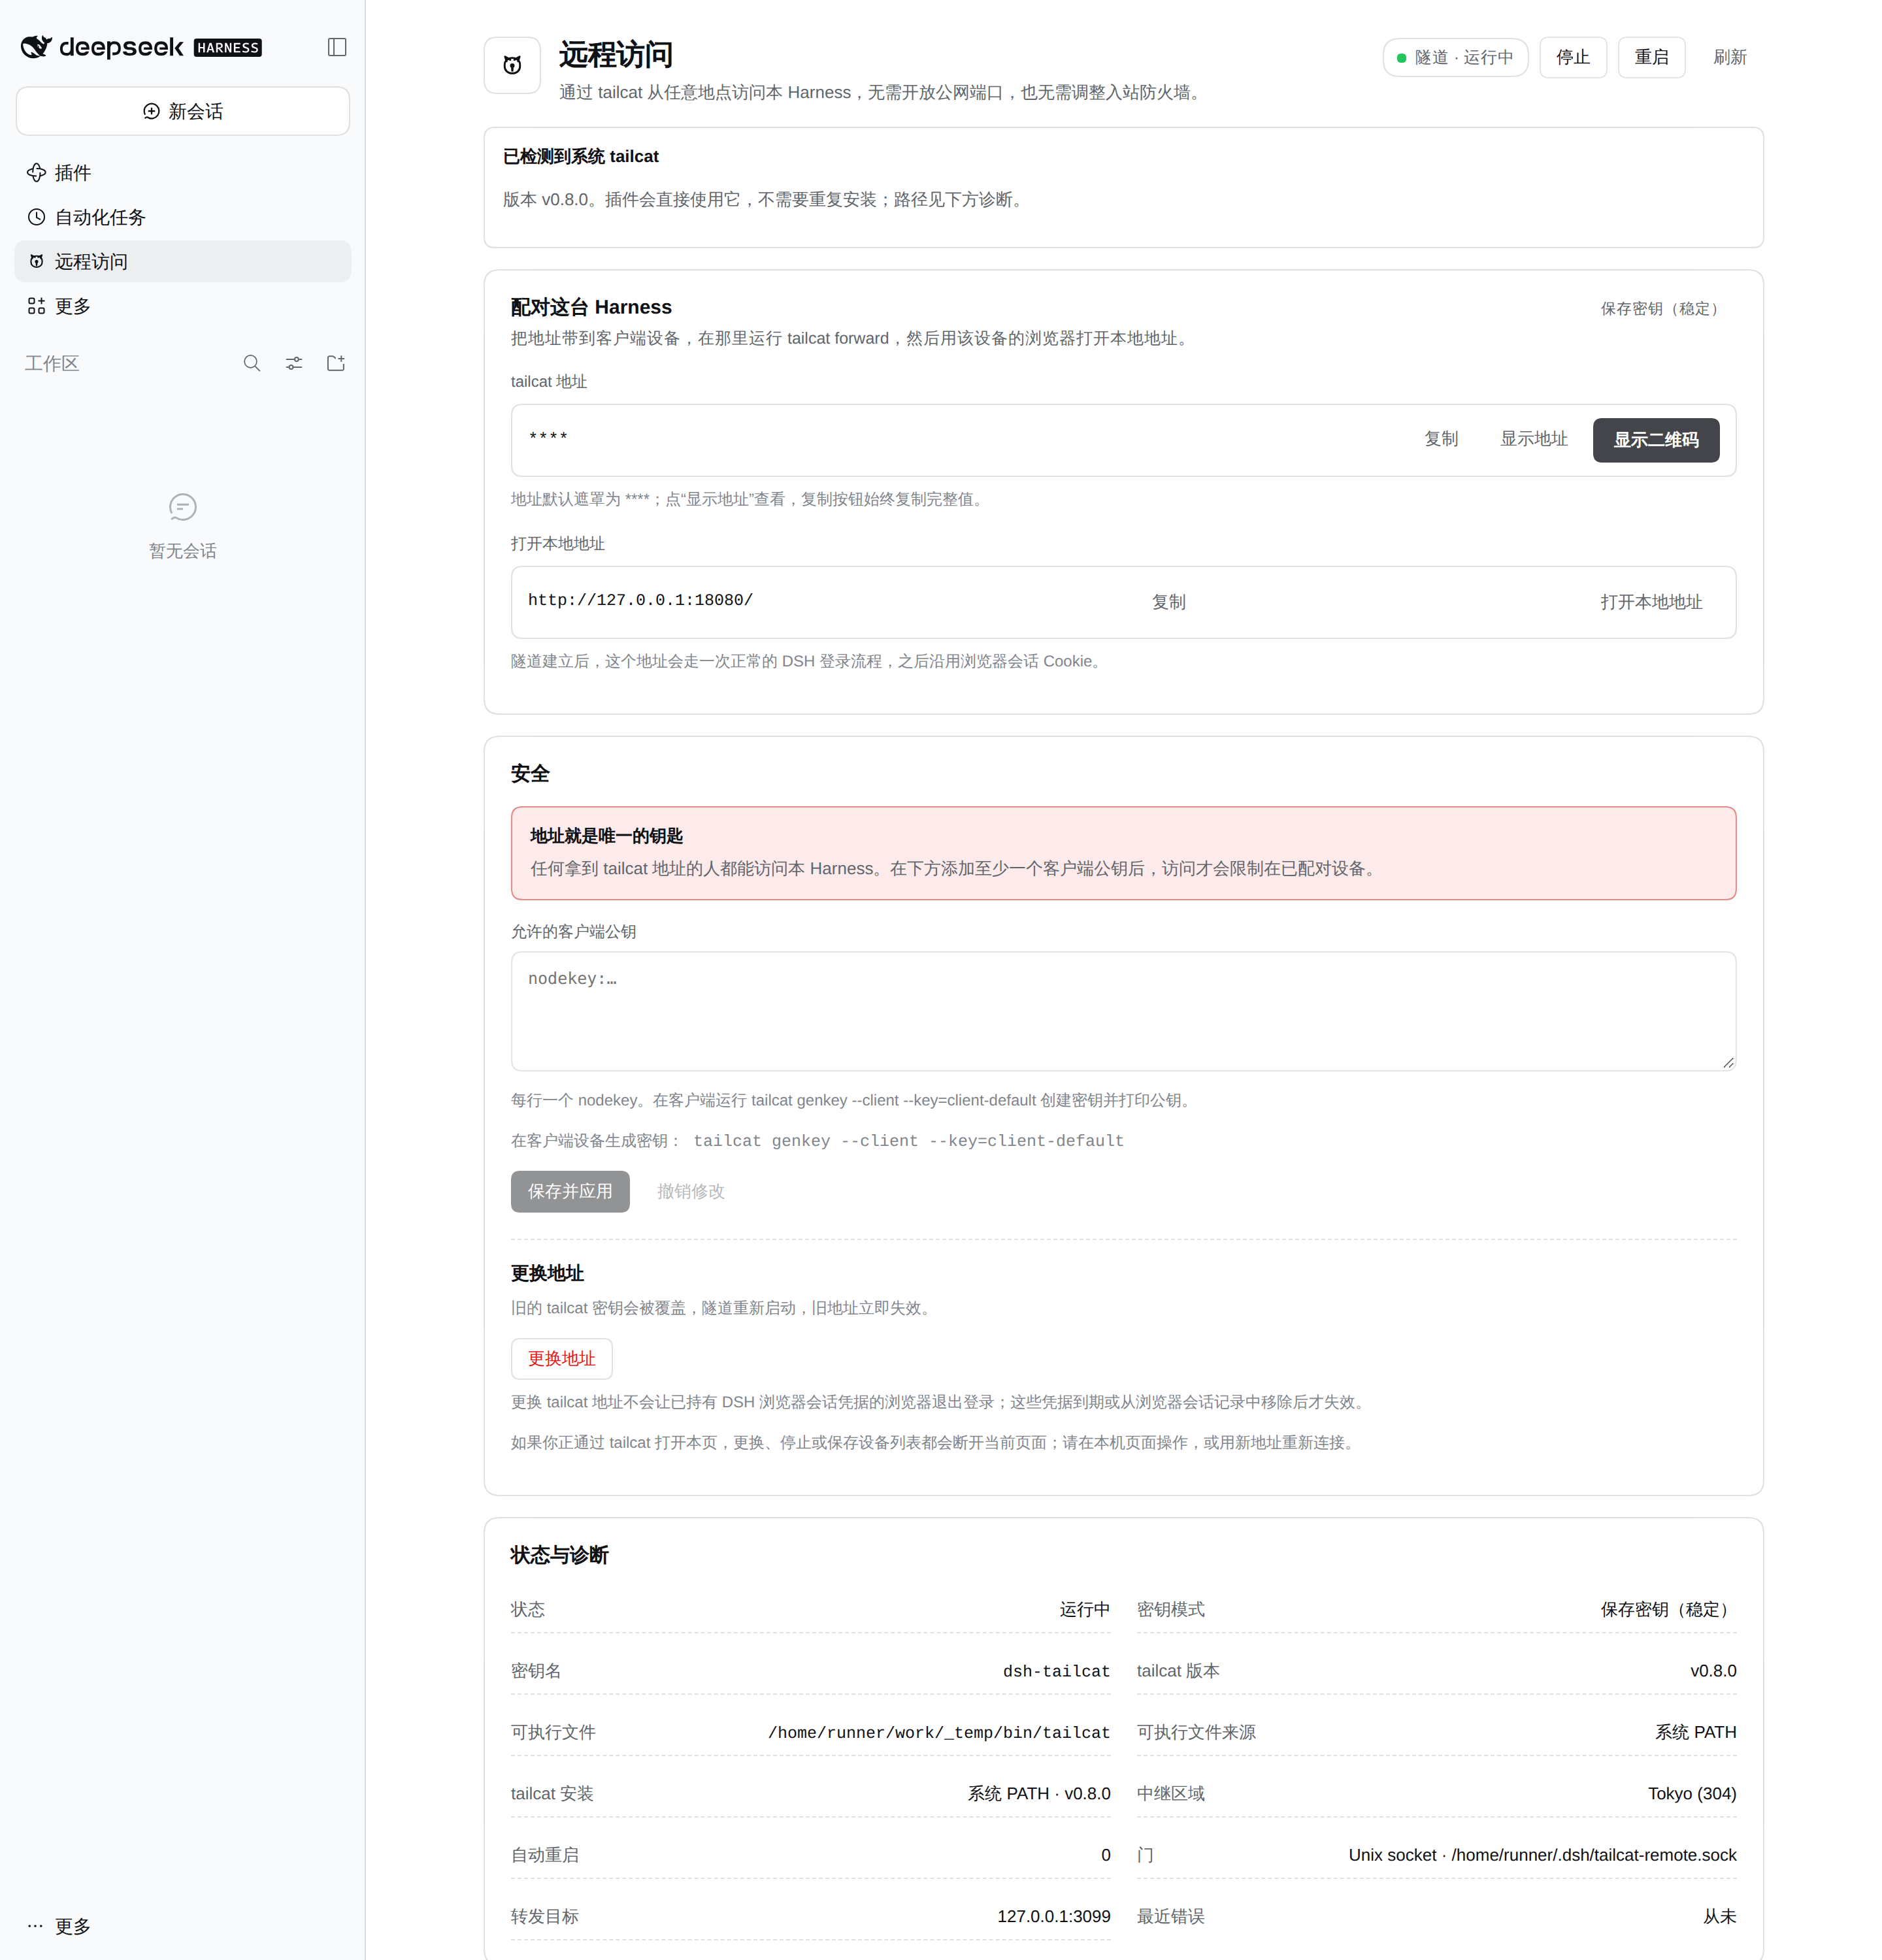 deepseek HARNESS
新会话
插件
自动化任务
远程访问
更多
工作区
暂无会话
更多
远程访问
通过 tailcat 从任意地点访问本 Harness，无需开放公网端口，也无需调整入站防火墙。
隧道 · 运行中
停止
重启
刷新
已检测到系统 tailcat
版本 v0.8.0。插件会直接使用它，不需要重复安装；路径见下方诊断。
配对这台 Harness
保存密钥（稳定）
把地址带到客户端设备，在那里运行 tailcat forward，然后用该设备的浏览器打开本地地址。
tailcat 地址
****
复制
显示地址
显示二维码
地址默认遮罩为 ****；点“显示地址”查看，复制按钮始终复制完整值。
打开本地地址
http://127.0.0.1:18080/
复制
打开本地地址
隧道建立后，这个地址会走一次正常的 DSH 登录流程，之后沿用浏览器会话 Cookie。
安全
地址就是唯一的钥匙
任何拿到 tailcat 地址的人都能访问本 Harness。在下方添加至少一个客户端公钥后，访问才会限制在已配对设备。
允许的客户端公钥
nodekey:…
每行一个 nodekey。在客户端运行 tailcat genkey --client --key=client-default 创建密钥并打印公钥。
在客户端设备生成密钥： tailcat genkey --client --key=client-default
保存并应用
撤销修改
更换地址
旧的 tailcat 密钥会被覆盖，隧道重新启动，旧地址立即失效。
更换地址
更换 tailcat 地址不会让已持有 DSH 浏览器会话凭据的浏览器退出登录；这些凭据到期或从浏览器会话记录中移除后才失效。
如果你正通过 tailcat 打开本页，更换、停止或保存设备列表都会断开当前页面；请在本机页面操作，或用新地址重新连接。
状态与诊断
状态 运行中
密钥模式 保存密钥（稳定）
密钥名 dsh-tailcat
tailcat 版本 v0.8.0
可执行文件 /home/runner/work/_temp/bin/tailcat
可执行文件来源 系统 PATH
tailcat 安装 系统 PATH · v0.8.0
中继区域 Tokyo (304)
自动重启 0
门 Unix socket · /home/runner/.dsh/tailcat-remote.sock
转发目标 127.0.0.1:3099
最近错误 从未